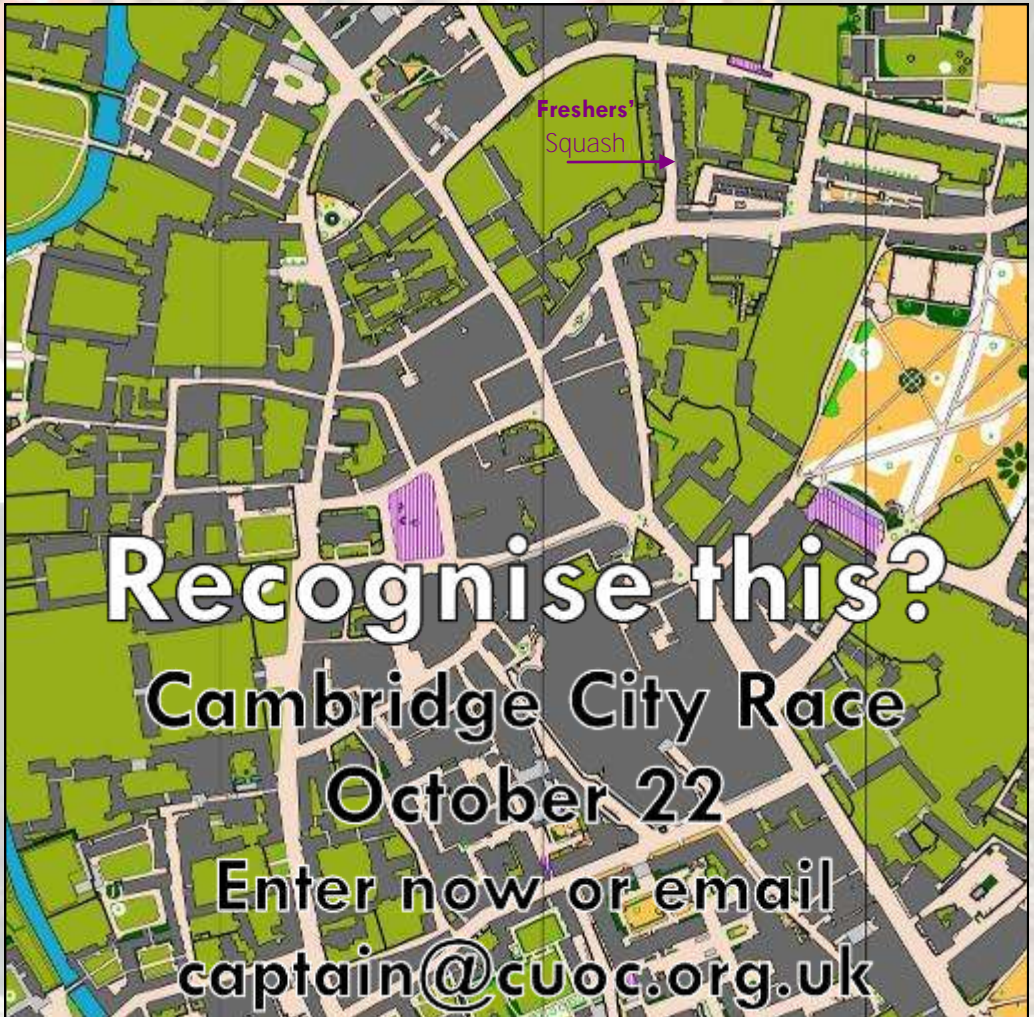 Freshers'
Squash
Recognise this?
Cambridge City Race
October 22
Enter now or email
captain@cuoc.org.uk